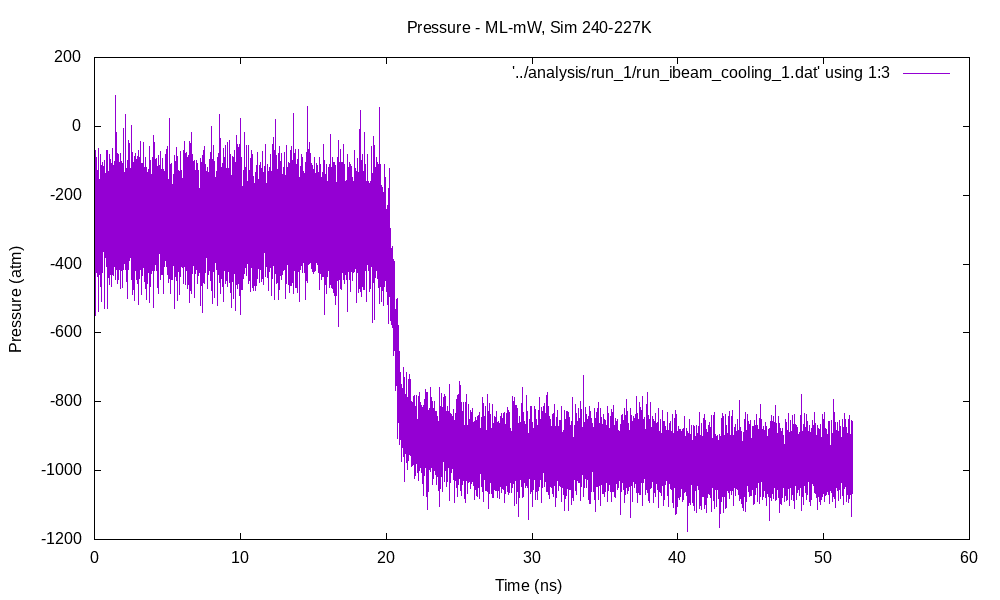 Pressure - ML-mW, Sim 240-227K
'../analysis/run_1/run_ibeam_cooling_1.dat' using 1:3
200
0
-200
-400
-600
-800
-1000
-1200
Pressure (atm)
0 10 20 30 40 50 60
Time (ns)